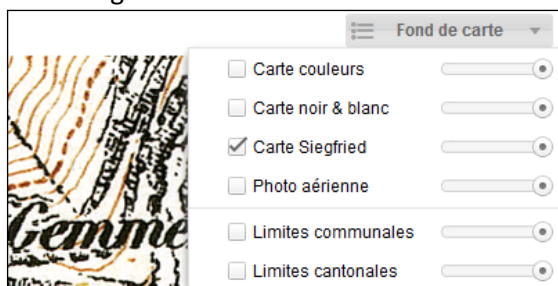 Fond de carte
Carte couleurs
Carte noir & blanc
Carte Siegfried
Photo aérienne
Gemme
Limites communales
Limites cantonales